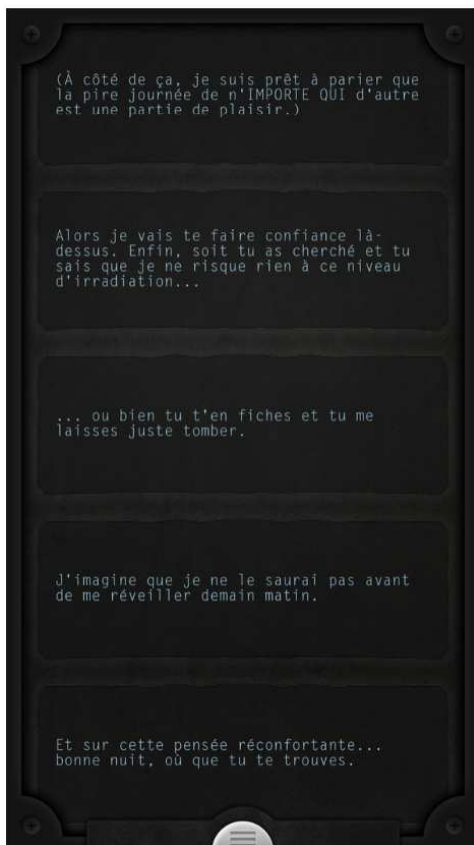 (À côté de ça, je suis prêt à parier que
la pire journée de n'IMPORTE QUI d'autre
est une partie de plaisir.)
Alors je vais te faire confiance là-
dessus. Enfin, soit tu as cherché et tu
sais que je ne risque rien à ce niveau
d'irradiation...
... ou bien tu t'en fiches et tu me
laisses juste tomber.
J'imagine que je ne le saurai pas avant
de me réveiller demain matin.
Et sur cette pensée réconfortante...
bonne nuit, où que tu te trouves.